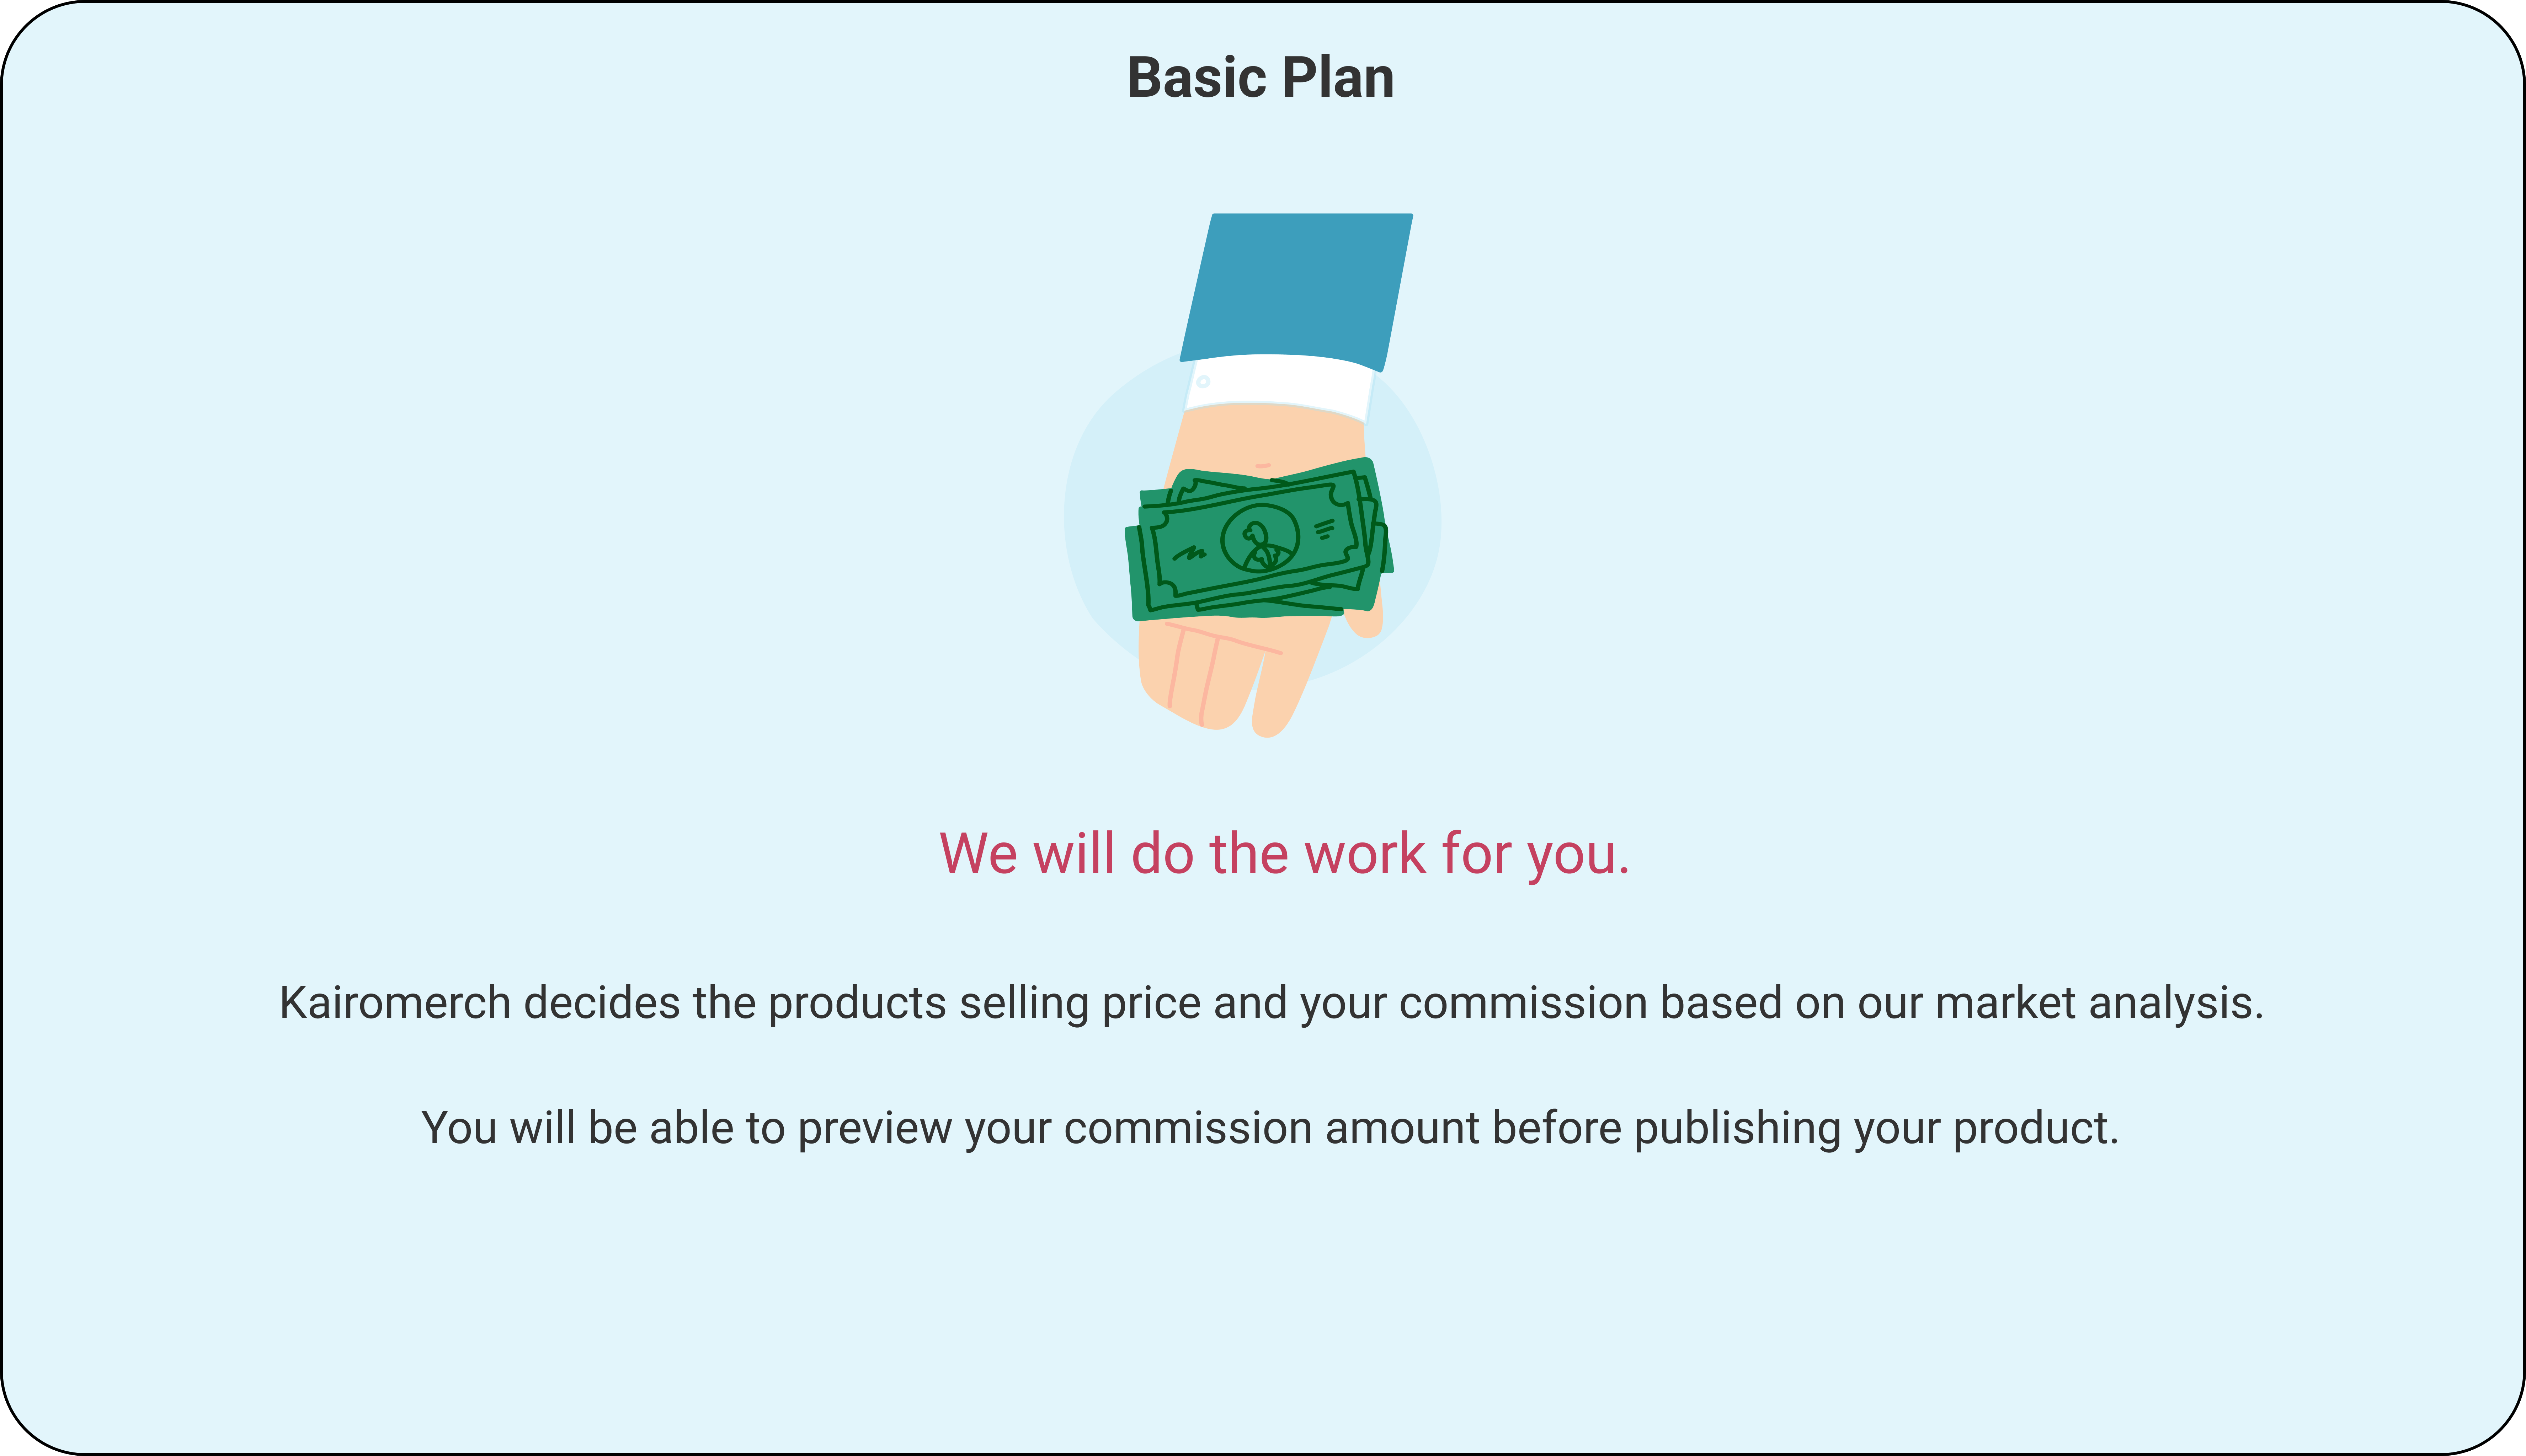 Basic Plan
We will do the work for you.
Kairomerch decides the products selling price and your commission based on our market analysis.
You will be able to preview your commission amount before publishing your product.